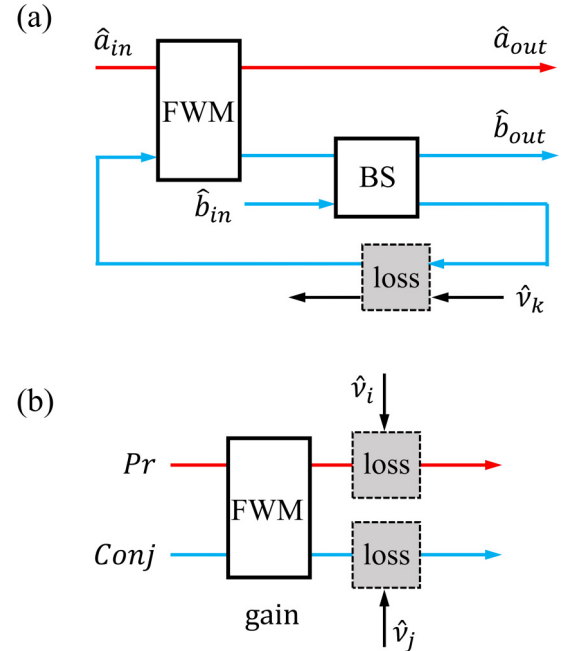 (a)
â_in â_out
FWM
b̂_out
BS
b̂_in
loss
ν̂_k
(b)
ν̂_i
Pr loss
FWM
Conj loss
gain
ν̂_j